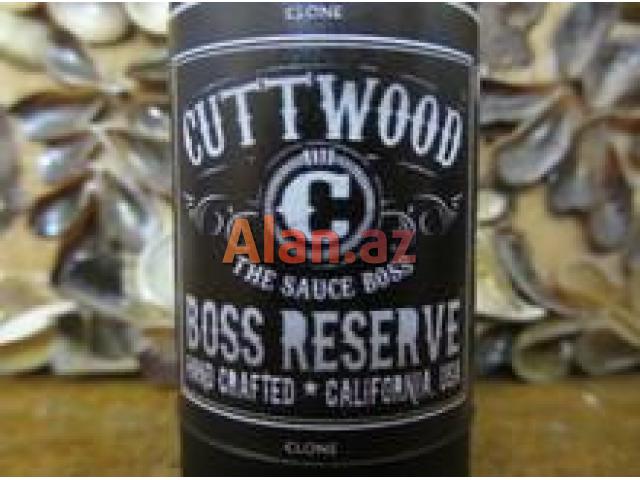 CLONE
CUTTWOOD
C
Alan.az
THE SAUCE BOSS
BOSS RESERVE
HAND CRAFTED * CALIFORNIA, USA
CLONE